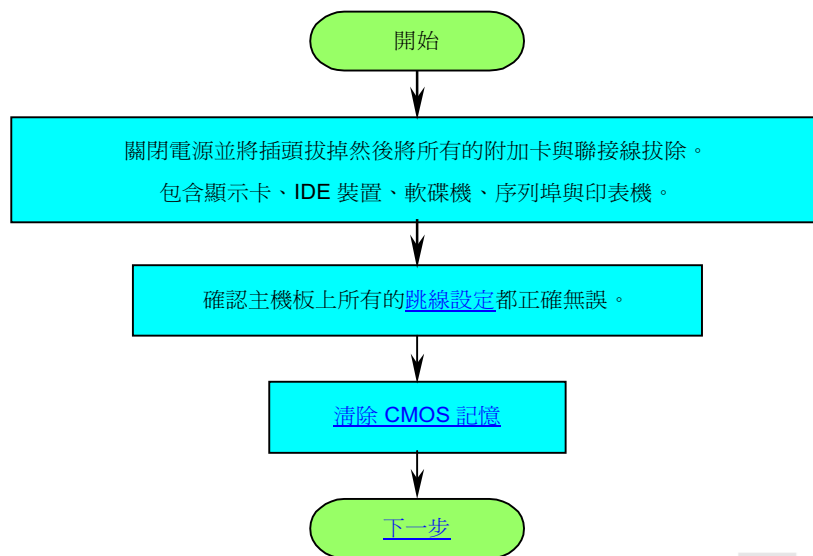 開始
關閉電源並將插頭拔掉然後將所有的附加卡與聯接線拔除。
包含顯示卡、IDE 裝置、軟碟機、序列埠與印表機。
確認主機板上所有的跳線設定都正確無誤。
清除 CMOS 記憶
下一步